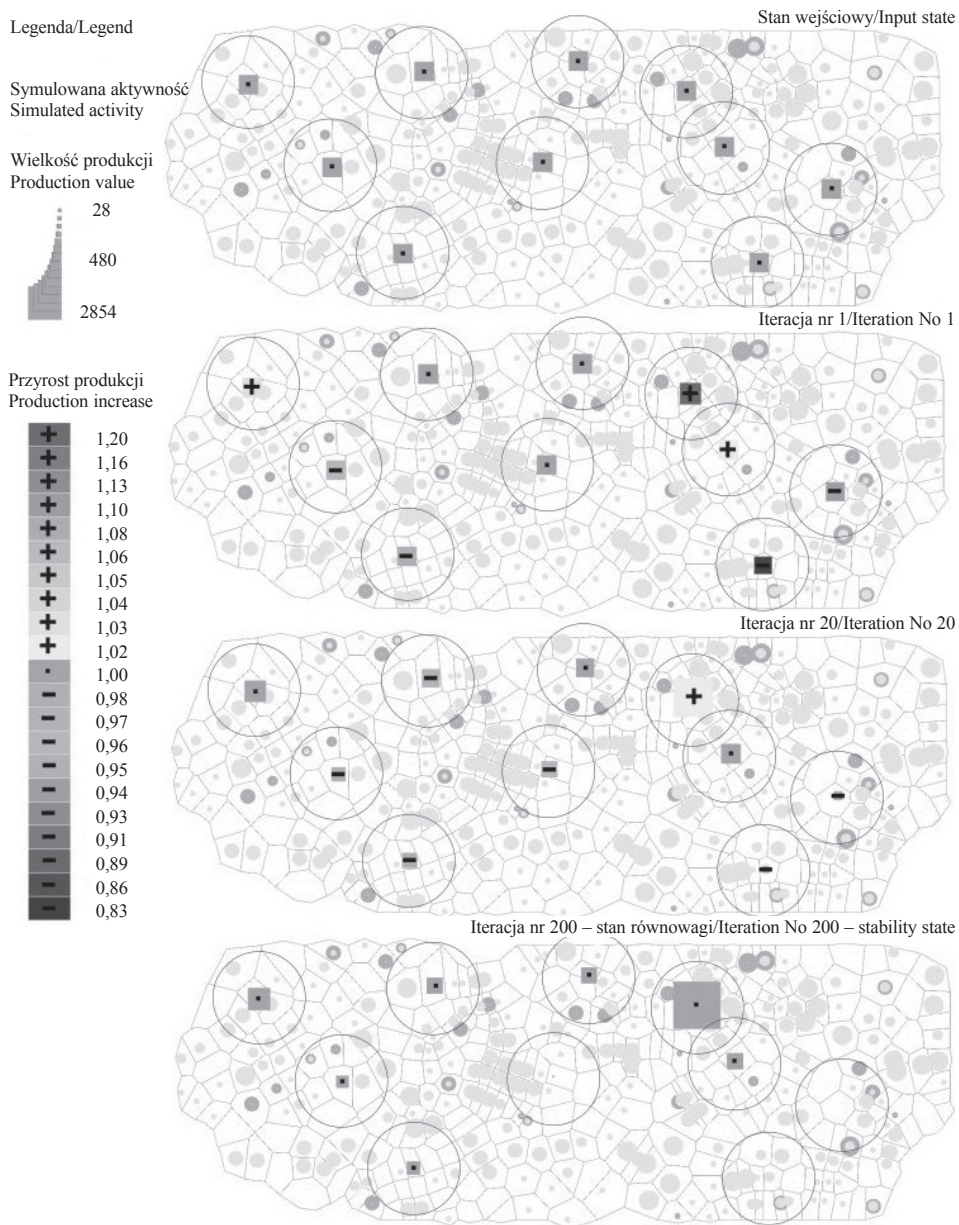 Legenda/Legend
Stan wejściowy/Input state
Symulowana aktywność
Simulated activity
Wielkość produkcji
Production value
28
480
2854
Iteracja nr 1/Iteration No 1
Przyrost produkcji
Production increase
1,20
1,16
1,13
1,10
1,08
1,06
1,05
1,04
1,03
1,02
1,00
0,98
0,97
0,96
0,95
0,94
0,93
0,91
0,89
0,86
0,83
Iteracja nr 20/Iteration No 20
Iteracja nr 200 – stan równowagi/Iteration No 200 – stability state